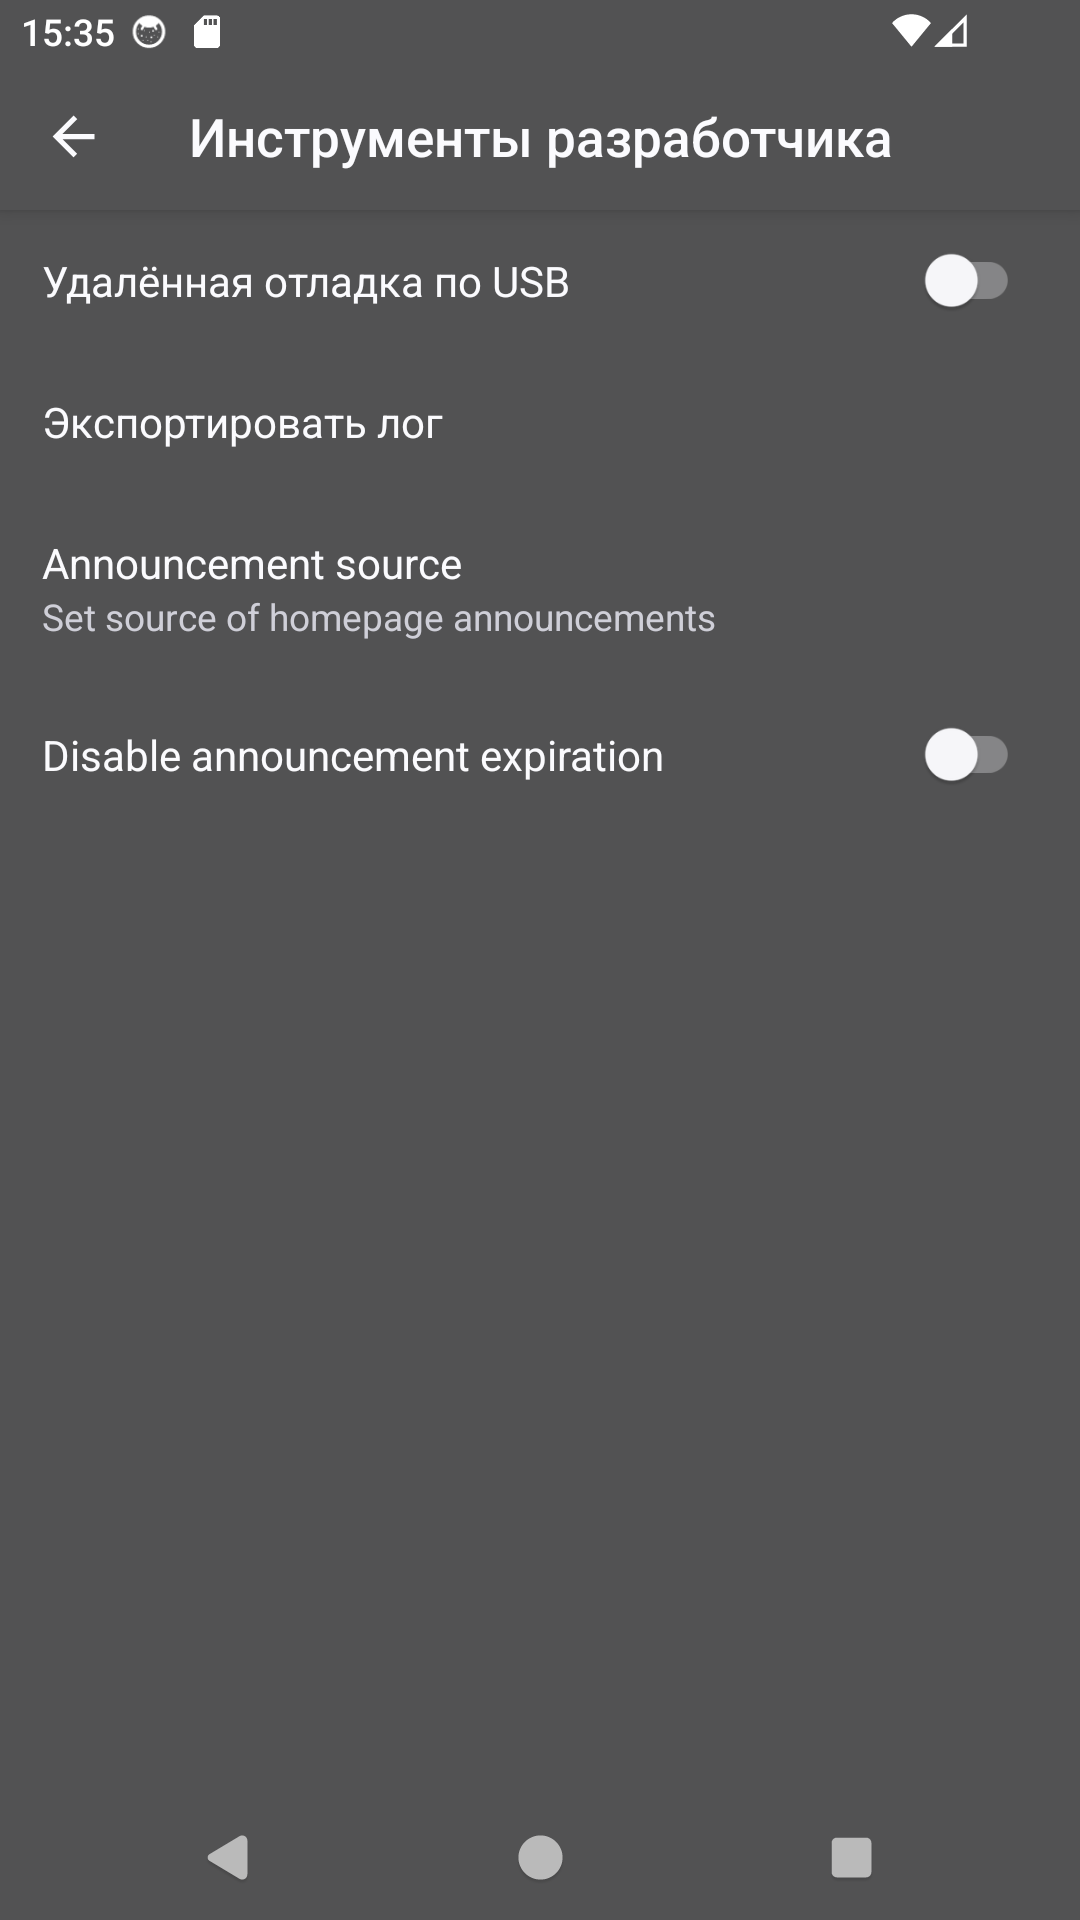 15:35
Инструменты разработчика
Удалённая отладка по USB
Экспортировать лог
Announcement source
Set source of homepage announcements
Disable announcement expiration